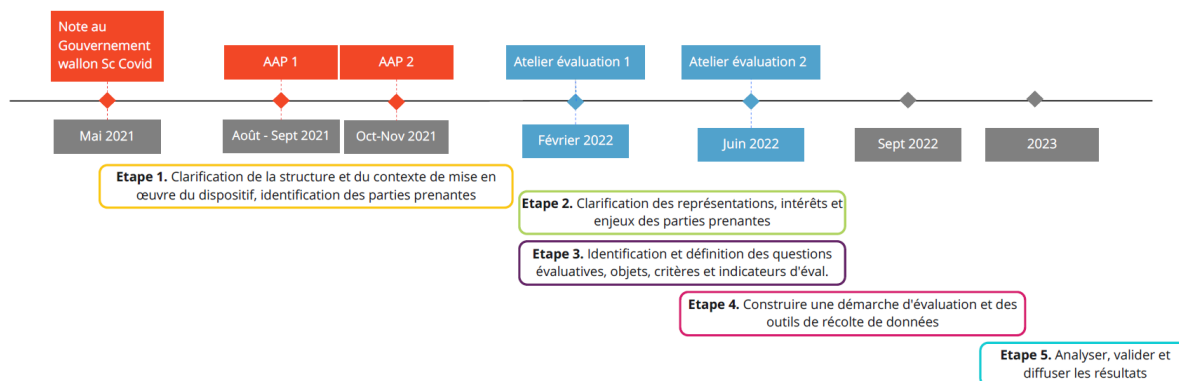 Note au
Gouvernement
wallon Sc Covid
AAP 1
AAP 2
Atelier évaluation 1
Atelier évaluation 2
Mai 2021
Août - Sept 2021
Oct-Nov 2021
Février 2022
Juin 2022
Sept 2022
2023
Etape 1. Clarification de la structure et du contexte de mise en
œuvre du dispositif, identification des parties prenantes
Etape 2. Clarification des représentations, intérêts et
enjeux des parties prenantes
Etape 3. Identification et définition des questions
évaluatives, objets, critères et indicateurs d'éval.
Etape 4. Construire une démarche d'évaluation et des
outils de récolte de données
Etape 5. Analyser, valider et
diffuser les résultats